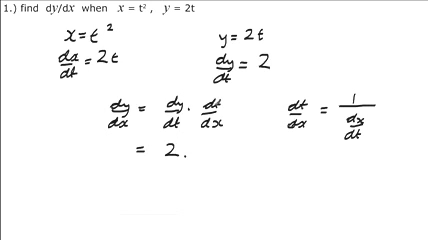 1.) find dy/dx when x = t², y = 2t
x = t² y = 2t
dx/dt = 2t dy/dt = 2
dy/dx = dy/dt · dt/dx dt/dx = 1/(dx/dt)
= 2 .